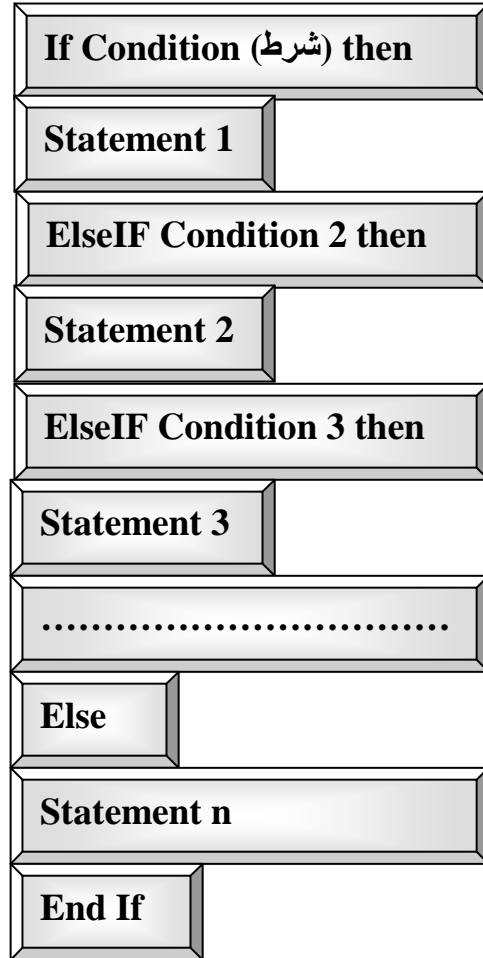 If Condition (شرط) then
Statement 1
ElseIF Condition 2 then
Statement 2
ElseIF Condition 3 then
Statement 3
.................................
Else
Statement n
End If